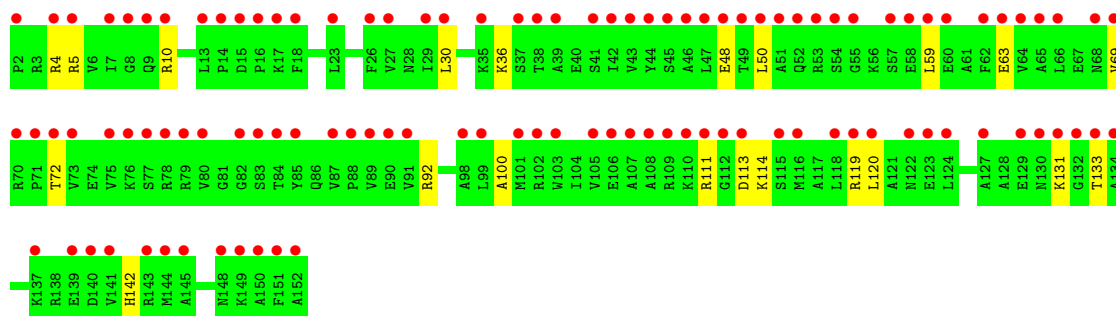 P2 R3 R4 R5 V6 I7 G8 Q9 R10 L13 P14 D15 P16 K17 F18 L23 F26 V27 N28 I29 L30 K35 K36 S37 T38 A39 E40 S41 I42 V43 Y44 S45 A46 L47 E48 T49 L50 A51 Q52 R53 S54 G55 K56 S57 E58 L59 E60 A61 F62 E63 V64 A65 L66 E67 N68 V69
R70 P71 T72 V73 E74 V75 K76 S77 R78 R79 V80 G81 G82 S83 T84 Y85 Q86 V87 P88 V89 E90 V91 R92 A98 L99 A100 M101 R102 W103 I104 V105 E106 A107 A108 R109 K110 R111 G112 D113 K114 S115 M116 A117 L118 R119 L120 A121 N122 E123 L124 A127 A128 E129 N130 K131 G132 T133 A134
K137 R138 E139 D140 V141 H142 R143 M144 A145 N148 K149 A150 F151 A152